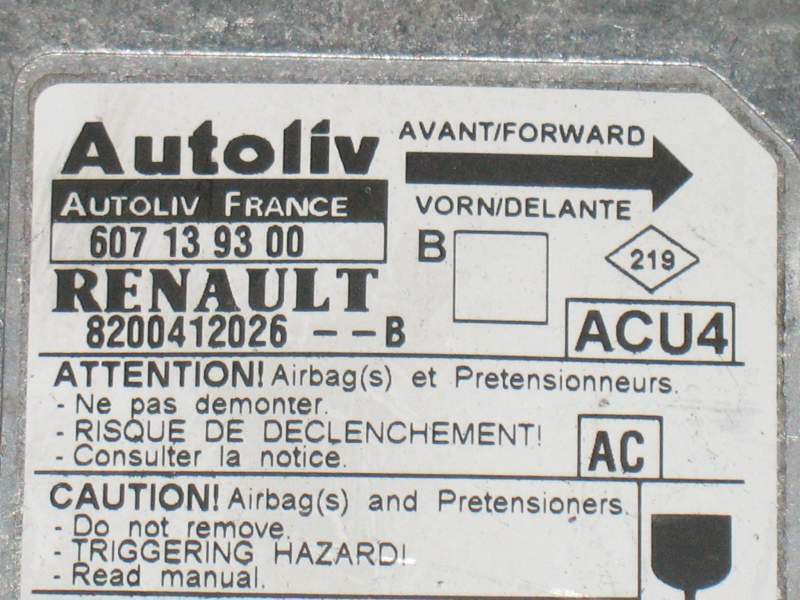 Autoliv
AUTOLIV FRANCE
607 13 93 00
RENAULT
8200412026 --B
AVANT/FORWARD
VORN/DELANTE
B
219
ACU4
ATTENTION! Airbag(s) et Pretensionneurs.
- Ne pas demonter.
- RISQUE DE DECLENCHEMENT!
- Consulter la notice.
AC
CAUTION! Airbag(s) and Pretensioners.
- Do not remove.
- TRIGGERING HAZARD!
- Read manual.